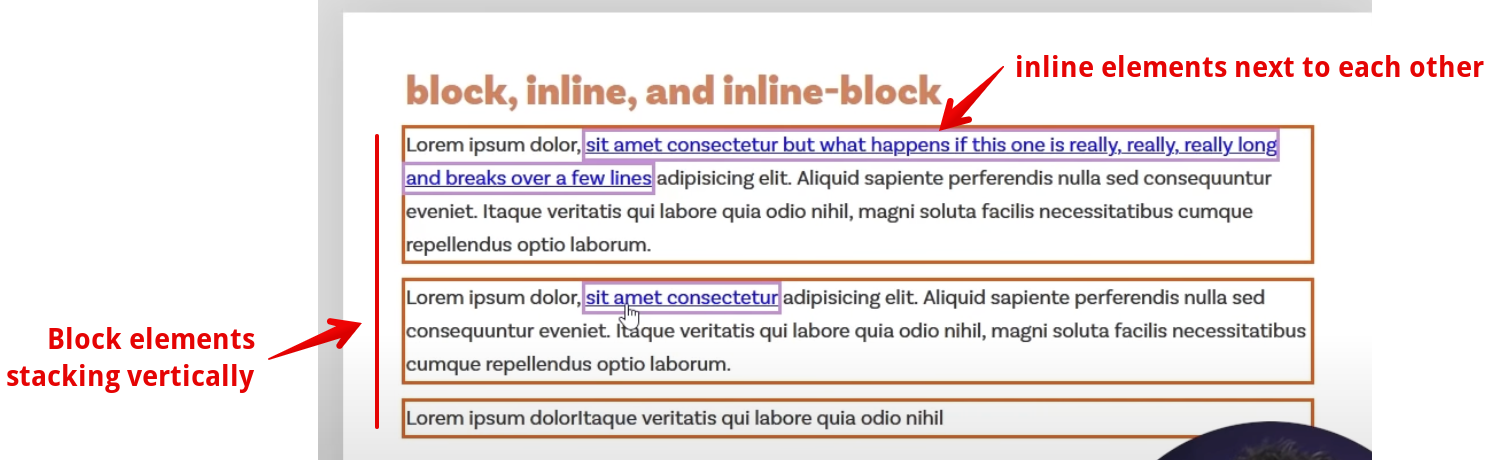 inline elements next to each other
block, inline, and inline-block
Lorem ipsum dolor, sit amet consectetur but what happens if this one is really, really, really long
and breaks over a few lines adipisicing elit. Aliquid sapiente perferendis nulla sed consequuntur
eveniet. Itaque veritatis qui labore quia odio nihil, magni soluta facilis necessitatibus cumque
repellendus optio laborum.
Lorem ipsum dolor, sit amet consectetur adipisicing elit. Aliquid sapiente perferendis nulla sed
consequuntur eveniet. Itaque veritatis qui labore quia odio nihil, magni soluta facilis necessitatibus
cumque repellendus optio laborum.
Block elements
stacking vertically
Lorem ipsum dolorItaque veritatis qui labore quia odio nihil